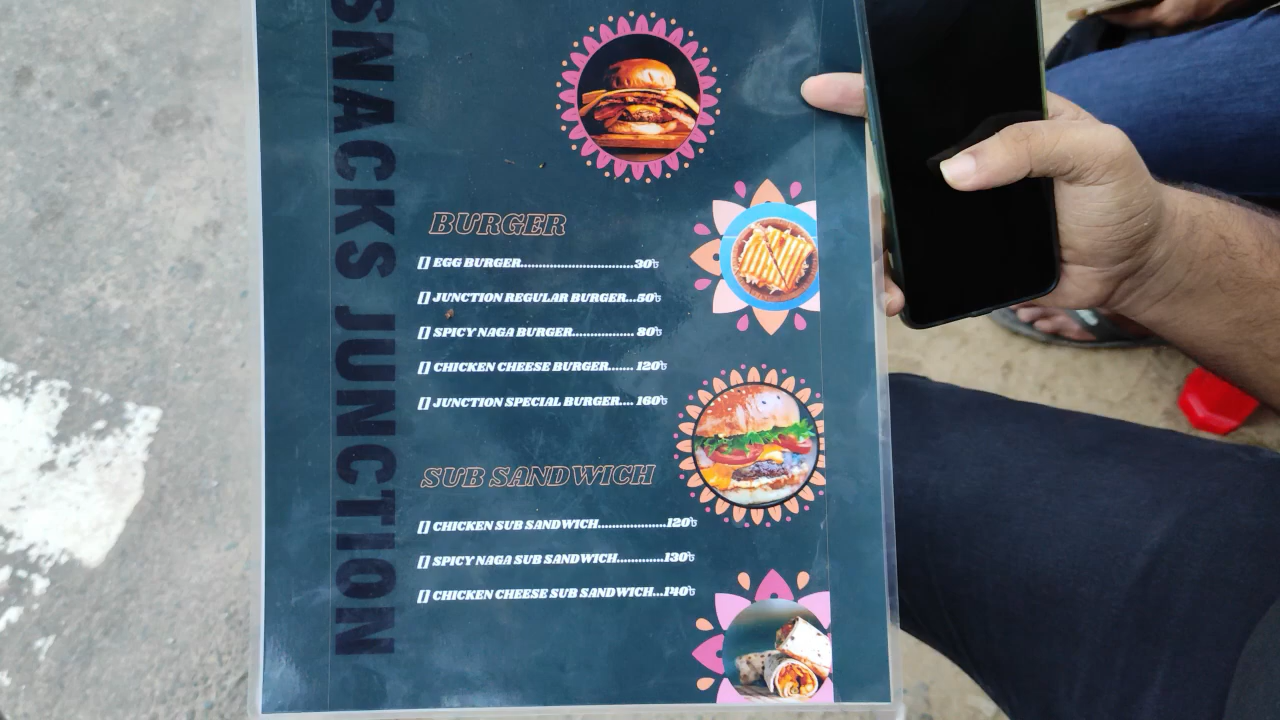 SNACKS JUNCTION
BURGER
[] EGG BURGER.............................30৳
[] JUNCTION REGULAR BURGER...50৳
[] SPICY NAGA BURGER................ 80৳
[] CHICKEN CHEESE BURGER....... 120৳
[] JUNCTION SPECIAL BURGER.... 160৳
SUB SANDWICH
[] CHICKEN SUB SANDWICH...................120৳
[] SPICY NAGA SUB SANDWICH.............130৳
[] CHICKEN CHEESE SUB SANDWICH...140৳